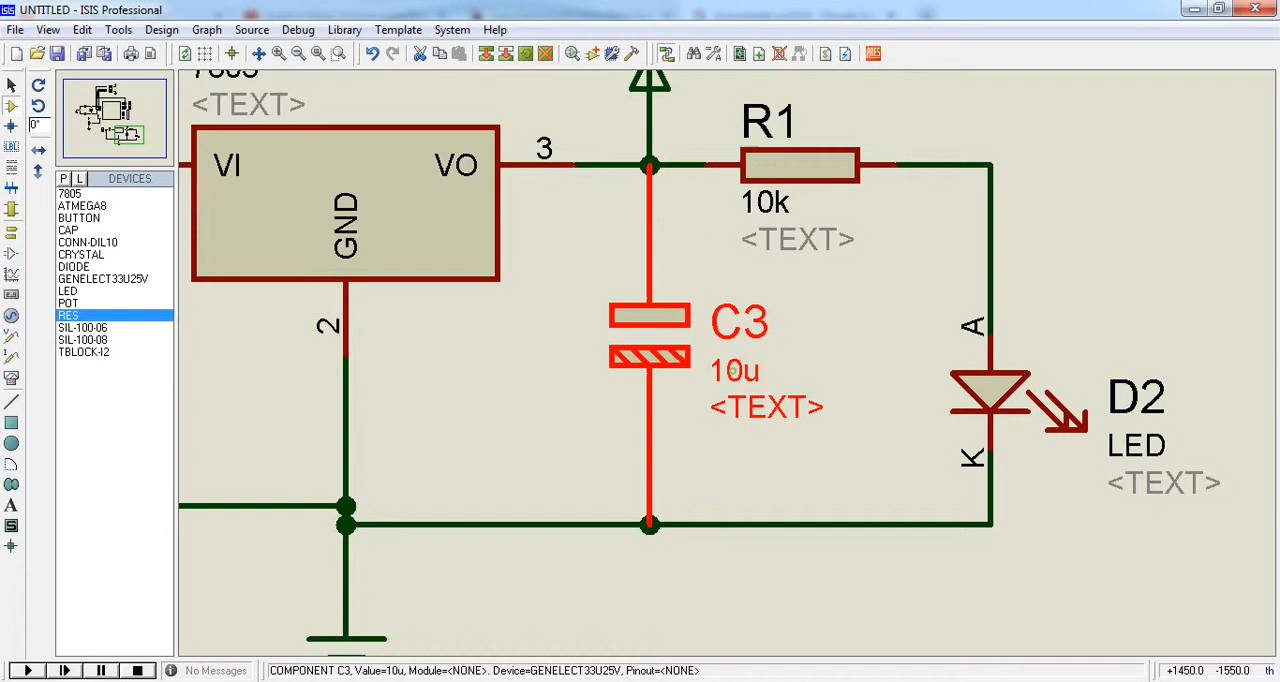 UNTITLED - ISIS Professional
File View Edit Tools Design Graph Source Debug Library Template System Help
0°
P L DEVICES
7805
ATMEGA8
BUTTON
CAP
CONN-DIL10
CRYSTAL
DIODE
GENELECT33U25V
LED
POT
RES
SIL-100-06
SIL-100-08
TBLOCK-I2
7805
<TEXT>
VI
VO
GND
3
2
R1
10k
<TEXT>
C3
10u
<TEXT>
A
K
D2
LED
<TEXT>
No Messages
COMPONENT C3, Value=10u, Module=<NONE>. Device=GENELECT33U25V, Pinout=<NONE>
+1450.0 -1550.0 th